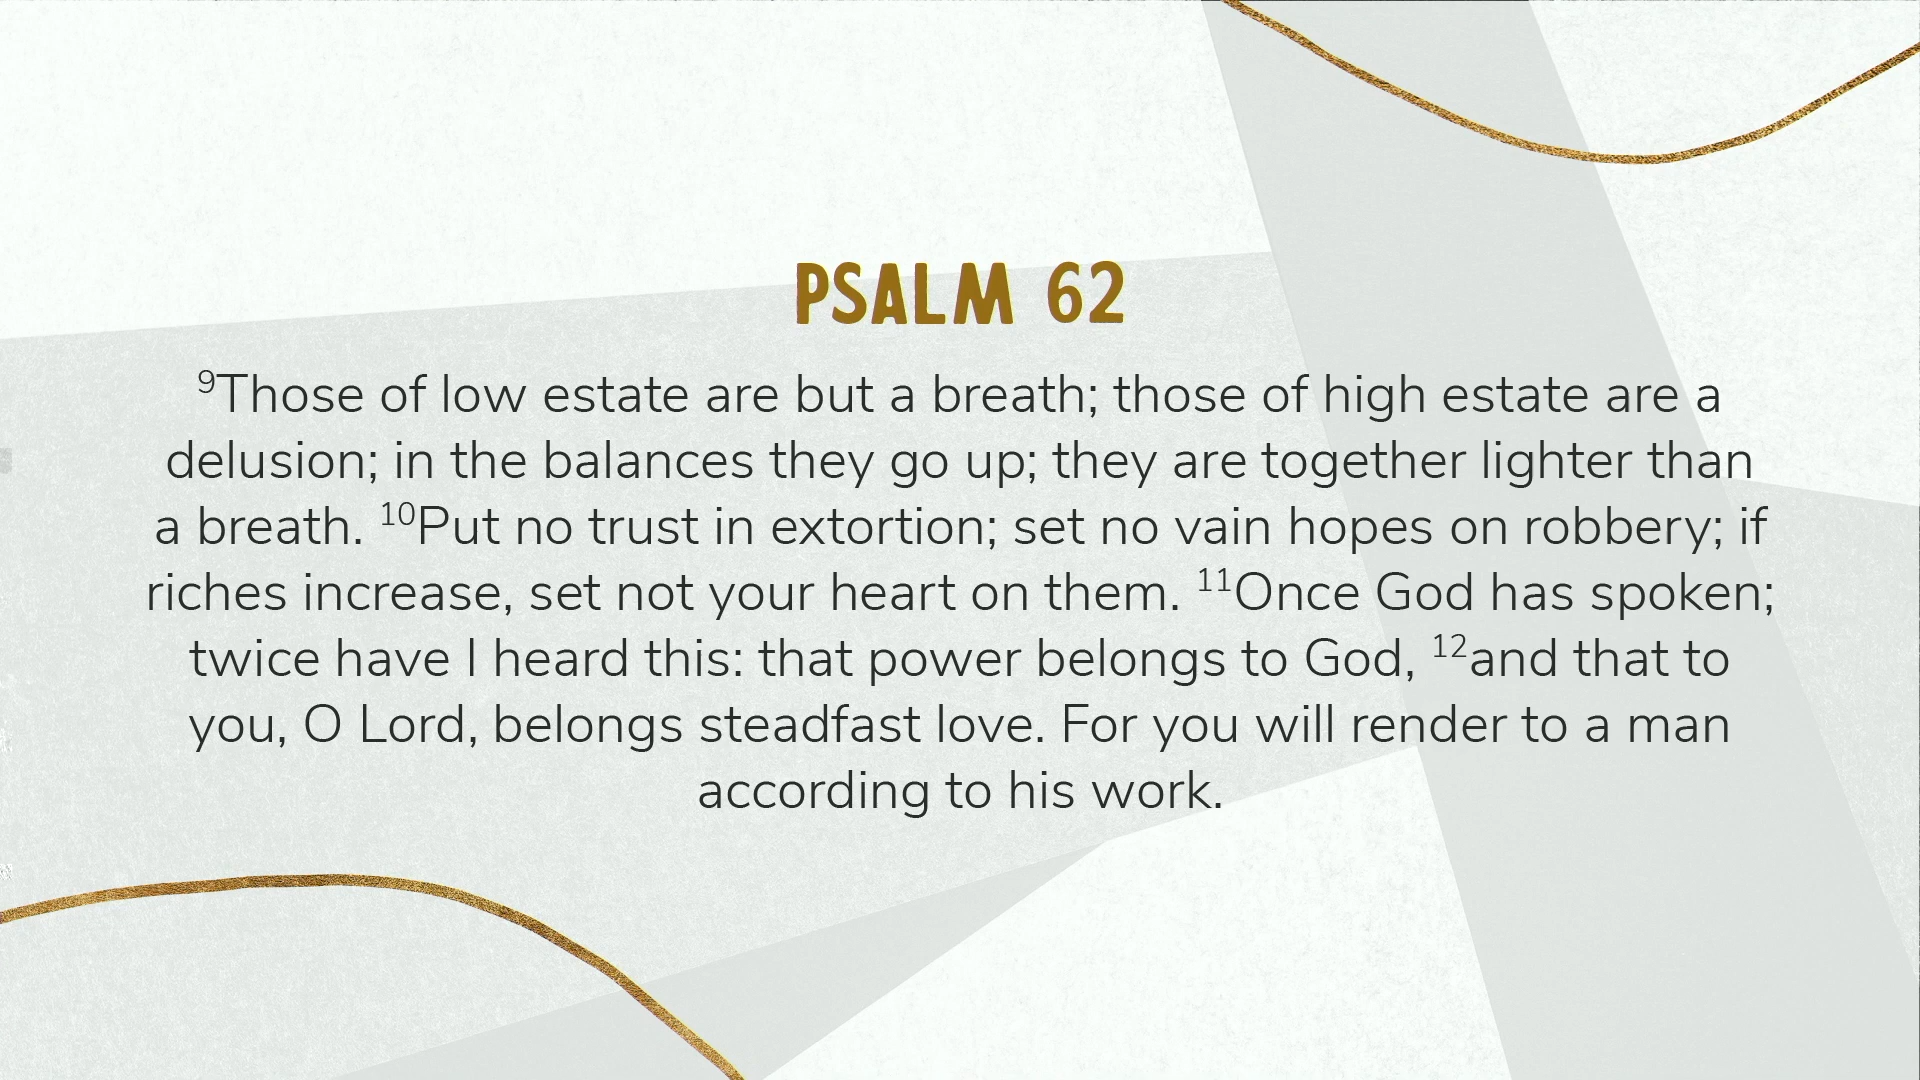 PSALM 62
⁹Those of low estate are but a breath; those of high estate are a
delusion; in the balances they go up; they are together lighter than
a breath. ¹⁰Put no trust in extortion; set no vain hopes on robbery; if
riches increase, set not your heart on them. ¹¹Once God has spoken;
twice have I heard this: that power belongs to God, ¹²and that to
you, O Lord, belongs steadfast love. For you will render to a man
according to his work.